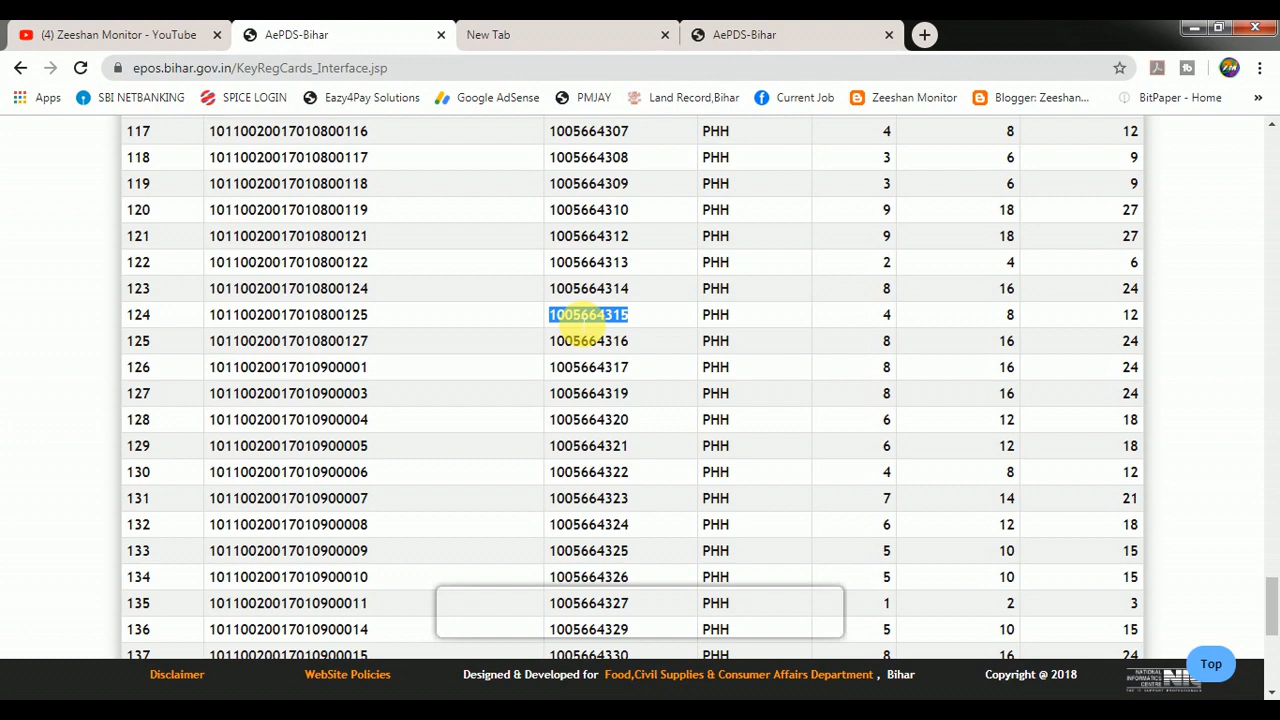 (4) Zeeshan Monitor - YouTube
AePDS-Bihar
AePDS-Bihar
epos.bihar.gov.in/KeyRegCards_Interface.jsp
Apps SBI NETBANKING SPICE LOGIN Eazy4Pay Solutions Google AdSense PMJAY Land Record,Bihar Current Job Zeeshan Monitor Blogger: Zeeshan... BitPaper - Home »
117 10110020017010800116 1005664307 PHH 4 8 12
118 10110020017010800117 1005664308 PHH 3 6 9
119 10110020017010800118 1005664309 PHH 3 6 9
120 10110020017010800119 1005664310 PHH 9 18 27
121 10110020017010800121 1005664312 PHH 9 18 27
122 10110020017010800122 1005664313 PHH 2 4 6
123 10110020017010800124 1005664314 PHH 8 16 24
124 10110020017010800125 1005664315 PHH 4 8 12
125 10110020017010800127 1005664316 PHH 8 16 24
126 10110020017010900001 1005664317 PHH 8 16 24
127 10110020017010900003 1005664319 PHH 8 16 24
128 10110020017010900004 1005664320 PHH 6 12 18
129 10110020017010900005 1005664321 PHH 6 12 18
130 10110020017010900006 1005664322 PHH 4 8 12
131 10110020017010900007 1005664323 PHH 7 14 21
132 10110020017010900008 1005664324 PHH 6 12 18
133 10110020017010900009 1005664325 PHH 5 10 15
134 10110020017010900010 1005664326 PHH 5 10 15
135 10110020017010900011 1005664327 PHH 1 2 3
136 10110020017010900014 1005664329 PHH 5 10 15
137 10110020017010900015 1005664330 PHH 8 16 24
Top
Disclaimer WebSite Policies Designed & Developed for Food,Civil Supplies & Consumer Affairs Department , Bihar Copyright @ 2018
NATIONAL INFORMATICS CENTRE